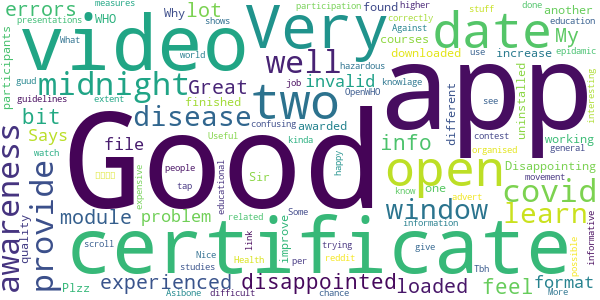 errors
presentations
WHO
measures
Why
lot
participation
found
higher
education
Against
another
correctly
stuff
done
My
video
Very
date
app
What
shows
world
courses
use
increase
epidemic
participants
guud
guidelines
midnight
Great
well
invalid
downloaded
hazardous
knowlage
extent
job
OpenWHO
different
uninstalled
see
interesting
bit
disease
two
finished
awarded
confusing
working
contest
general
Says
file
Useful
kinda
info
Disappointing
organised
awareness
quality
watch
provide
Good
open
covid
expensive
people
tap
educational
Sir
happy
know
one
movement
advert
possible
informative
module
problem
related
Some
window
learn
information
certificate
improve
link
trying
give
scroll
Nice
Health
reddit
studies
per
More
Plzz
experienced
disappointed
loaded
feel
format
Asibone
difficult
chance
Tbh